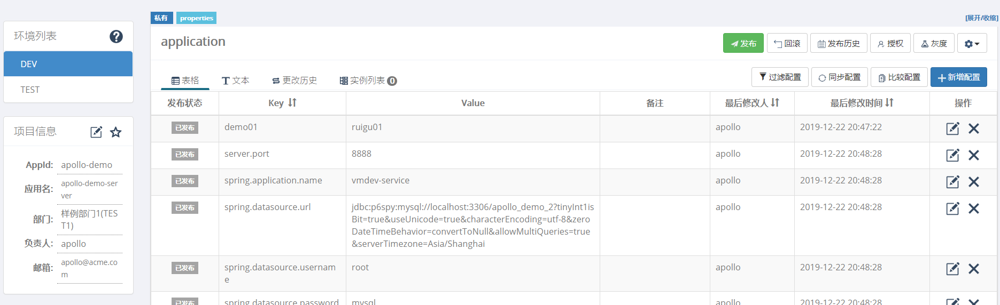 私有 properties [展开/收缩]
环境列表
DEV
TEST
项目信息
AppId: apollo-demo
应用名: apollo-demo-ser
ver
部门: 样例部门1(TES
T1)
负责人: apollo
邮箱: apollo@acme.co
m
application 发布 回滚 发布历史 授权 灰度
表格 文本 更改历史 实例列表 0 过滤配置 同步配置 比较配置 新增配置
发布状态 Key Value 备注 最后修改人 最后修改时间 操作
已发布 demo01 ruigu01 apollo 2019-12-22 20:47:22
已发布 server.port 8888 apollo 2019-12-22 20:48:28
已发布 spring.application.name vmdev-service apollo 2019-12-22 20:48:28
已发布 spring.datasource.url jdbc:p6spy:mysql://localhost:3306/apollo_demo_2?tinyInt1is apollo 2019-12-22 20:48:28
Bit=true&useUnicode=true&characterEncoding=utf-8&zero
DateTimeBehavior=convertToNull&allowMultiQueries=true
&serverTimezone=Asia/Shanghai
已发布 spring.datasource.usernam root apollo 2019-12-22 20:48:28
e
已发布 spring.datasource.password mysql apollo 2019-12-22 20:48:28